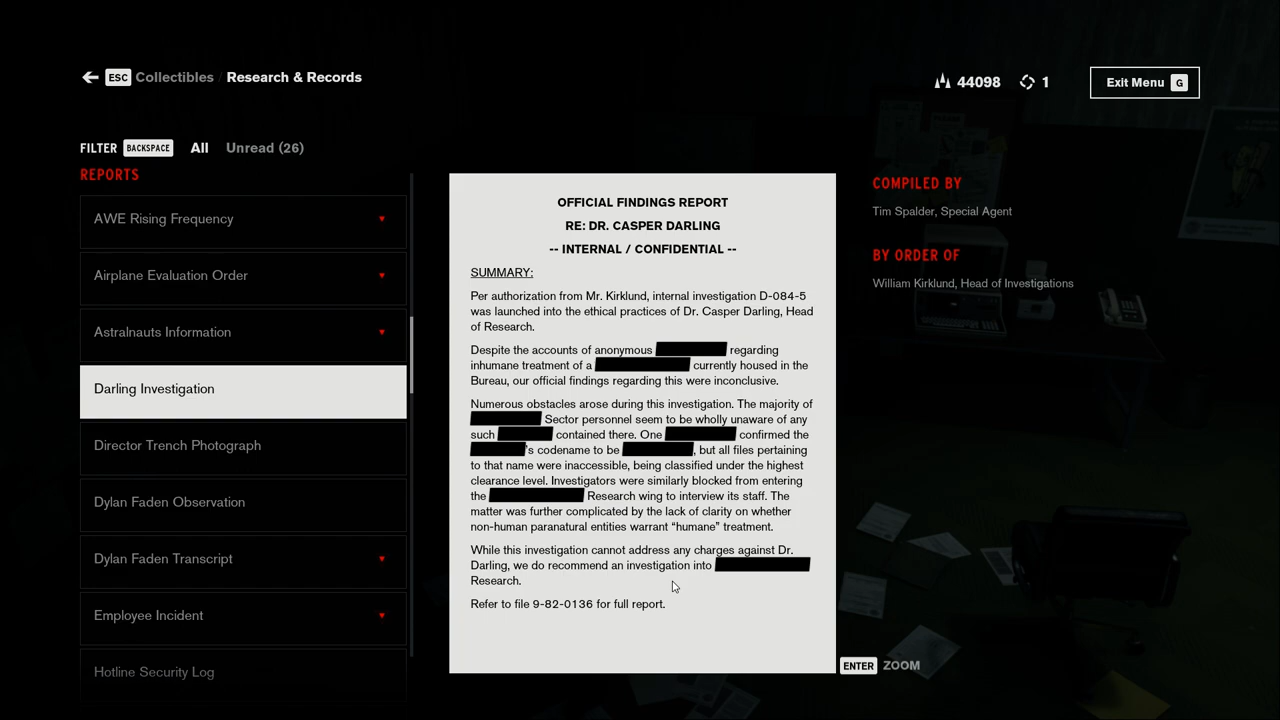 ESC Collectibles / Research & Records
44098
1
Exit Menu G
FILTER BACKSPACE All Unread (26)
REPORTS
AWE Rising Frequency
Airplane Evaluation Order
Astralnauts Information
Darling Investigation
Director Trench Photograph
Dylan Faden Observation
Dylan Faden Transcript
Employee Incident
Hotline Security Log
OFFICIAL FINDINGS REPORT
RE: DR. CASPER DARLING
-- INTERNAL / CONFIDENTIAL --
SUMMARY:
Per authorization from Mr. Kirklund, internal investigation D-084-5
was launched into the ethical practices of Dr. Casper Darling, Head
of Research.
Despite the accounts of anonymous regarding
inhumane treatment of a currently housed in the
Bureau, our official findings regarding this were inconclusive.
Numerous obstacles arose during this investigation. The majority of
Sector personnel seem to be wholly unaware of any
such contained there. One confirmed the
's codename to be , but all files pertaining
to that name were inaccessible, being classified under the highest
clearance level. Investigators were similarly blocked from entering
the Research wing to interview its staff. The
matter was further complicated by the lack of clarity on whether
non-human paranatural entities warrant “humane” treatment.
While this investigation cannot address any charges against Dr.
Darling, we do recommend an investigation into
Research.
Refer to file 9-82-0136 for full report.
ENTER ZOOM
COMPILED BY
Tim Spalder, Special Agent
BY ORDER OF
William Kirklund, Head of Investigations